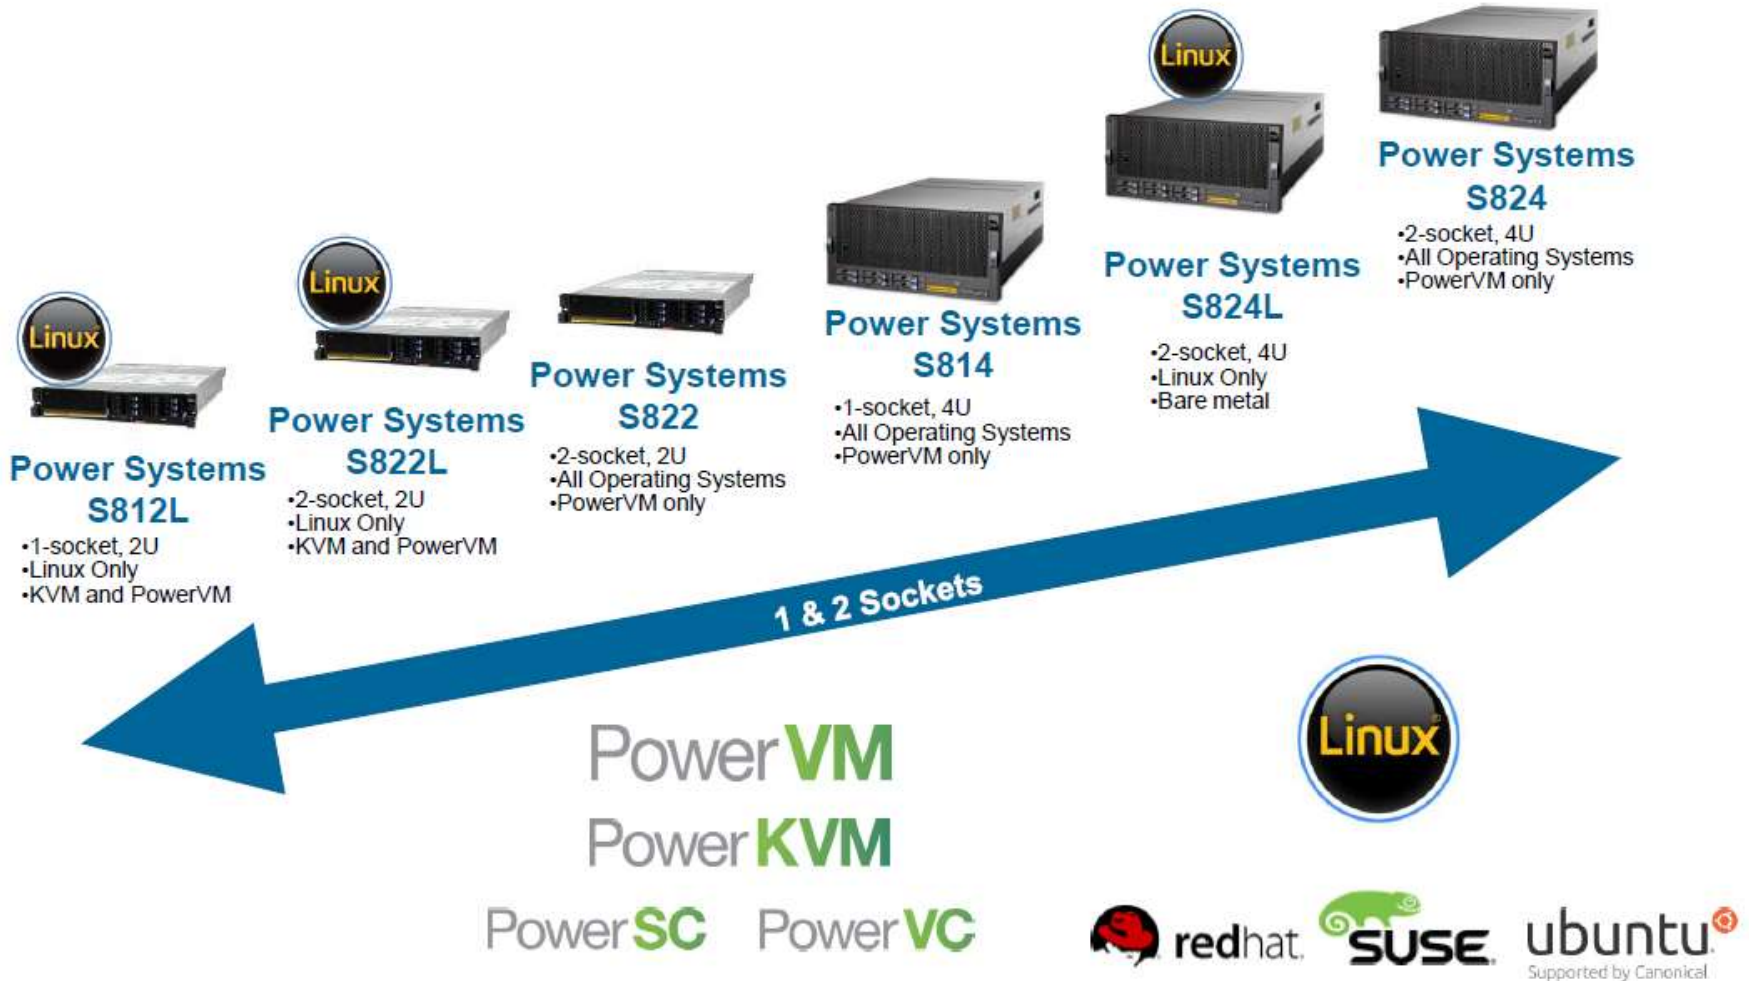 Linux
Power Systems
S812L
•1-socket, 2U
•Linux Only
•KVM and PowerVM
Linux
Power Systems
S822L
•2-socket, 2U
•Linux Only
•KVM and PowerVM
Power Systems
S822
•2-socket, 2U
•All Operating Systems
•PowerVM only
Power Systems
S814
•1-socket, 4U
•All Operating Systems
•PowerVM only
Linux
Power Systems
S824L
•2-socket, 4U
•Linux Only
•Bare metal
Power Systems
S824
•2-socket, 4U
•All Operating Systems
•PowerVM only
1 & 2 Sockets
PowerVM
PowerKVM
PowerSC PowerVC
Linux
redhat.
SUSE
ubuntu
Supported by Canonical